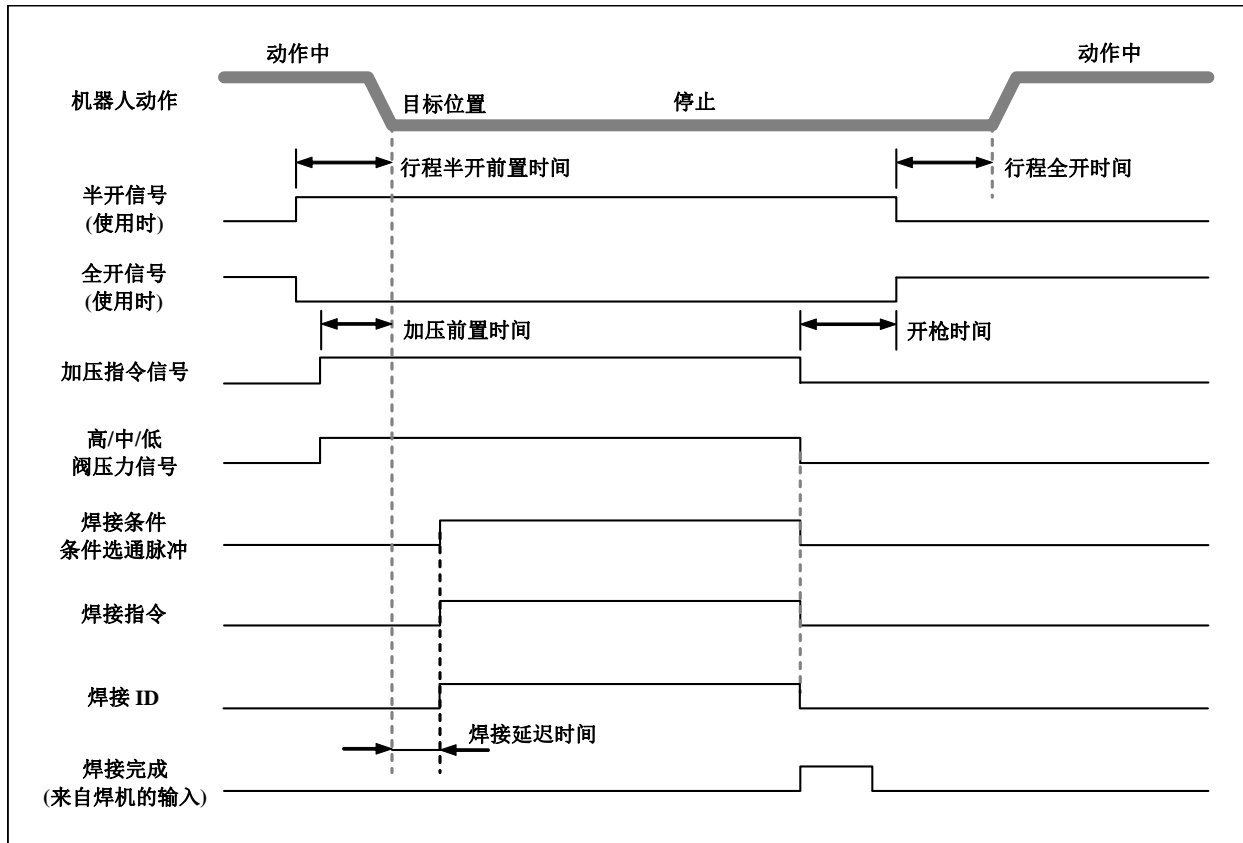 动作中
动作中
机器人动作
目标位置
停止
行程半开前置时间
行程全开时间
半开信号
(使用时)
全开信号
(使用时)
加压前置时间
开枪时间
加压指令信号
高/中/低
阀压力信号
焊接条件
条件选通脉冲
焊接指令
焊接 ID
焊接延迟时间
焊接完成
(来自焊机的输入)